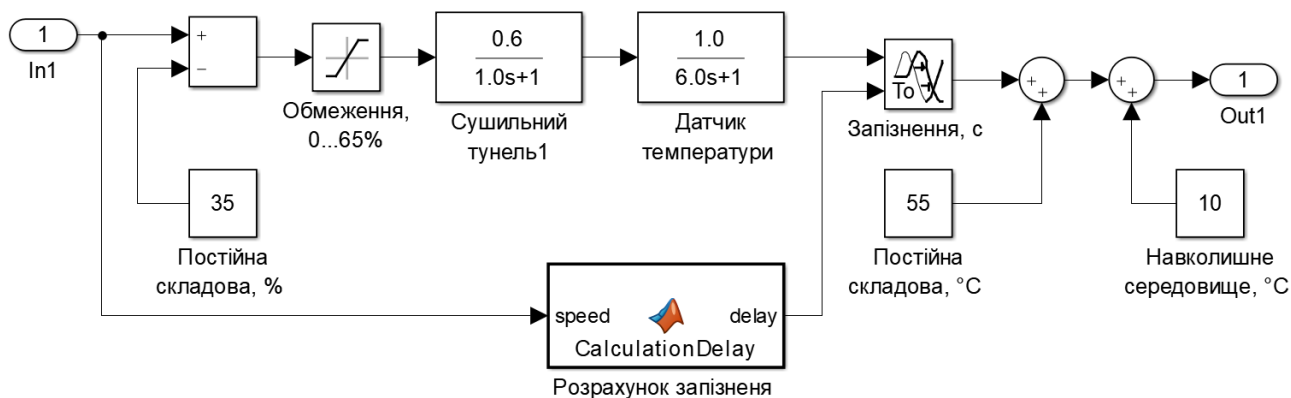 1
In1
+
−
Обмеження,
0...65%
0.6
1.0s+1
Сушильний
тунель1
1.0
6.0s+1
Датчик
температури
To
Запізнення, с
+
+
+
+
1
Out1
35
Постійна
складова, %
55
Постійна
складова, °C
10
Навколишнє
середовище, °C
speed
delay
CalculationDelay
Розрахунок запізненя